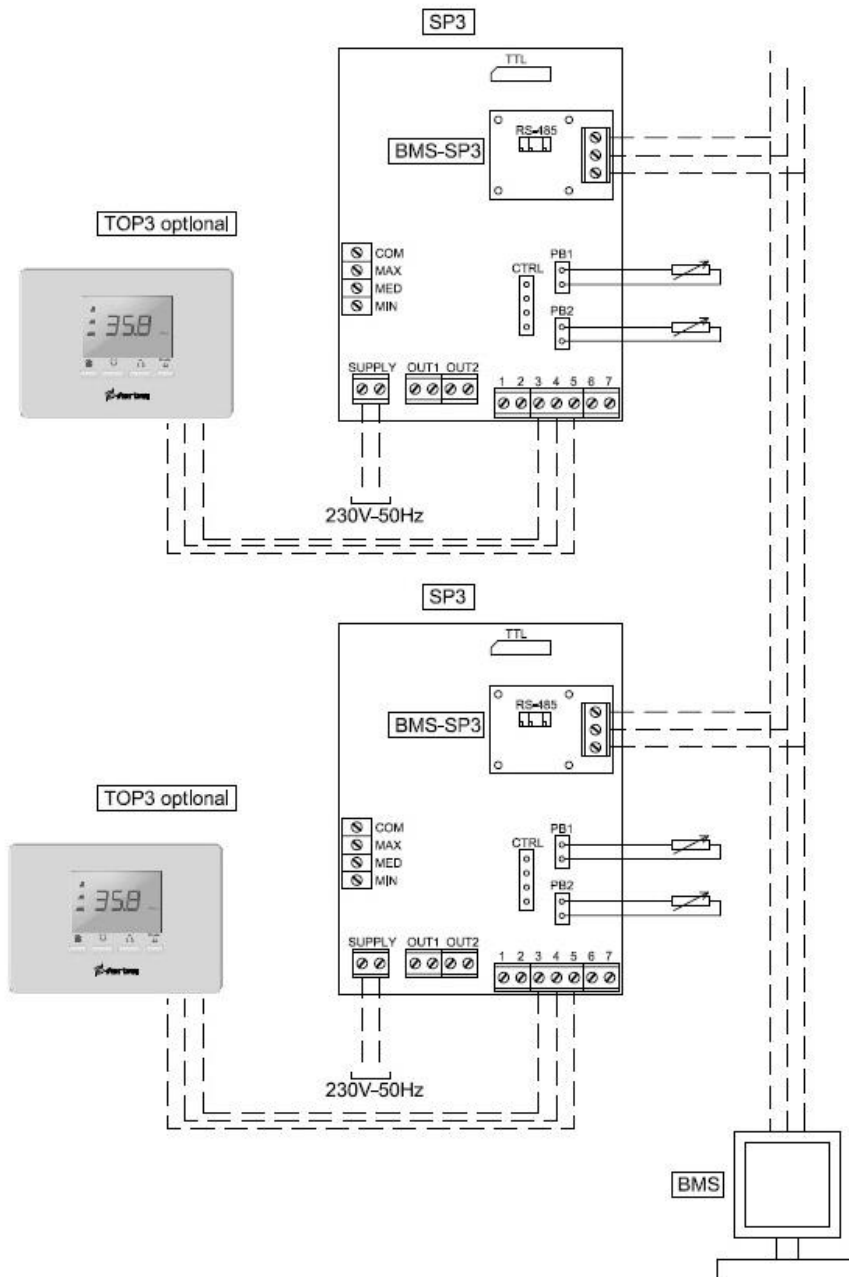 SP3
TTL
RS-485
BMS-SP3
TOP3 optional
COM
MAX
MED
MIN
CTRL
PB1
PB2
35.8
SUPPLY OUT1 OUT2
1 2 3 4 5 6 7
230V-50Hz
SP3
TTL
RS-485
BMS-SP3
TOP3 optional
COM
MAX
MED
MIN
CTRL
PB1
PB2
35.8
SUPPLY OUT1 OUT2
1 2 3 4 5 6 7
230V-50Hz
BMS